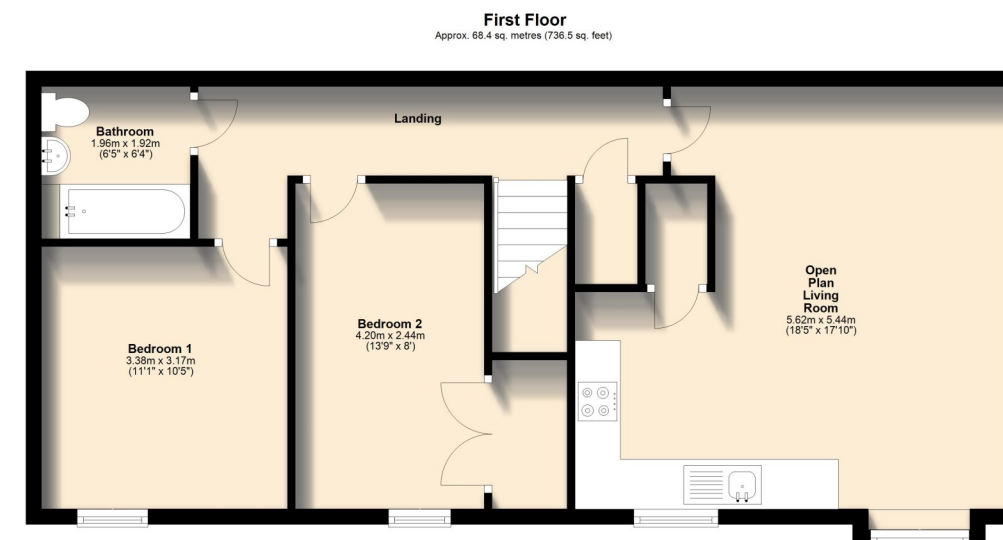 First Floor
Approx. 68.4 sq. metres (736.5 sq. feet)
Landing
Bathroom
1.96m x 1.92m
(6'5" x 6'4")
Open
Plan
Living
Room
5.62m x 5.44m
(18'5" x 17'10")
Bedroom 2
4.20m x 2.44m
(13'9" x 8')
Bedroom 1
3.38m x 3.17m
(11'1" x 10'5")